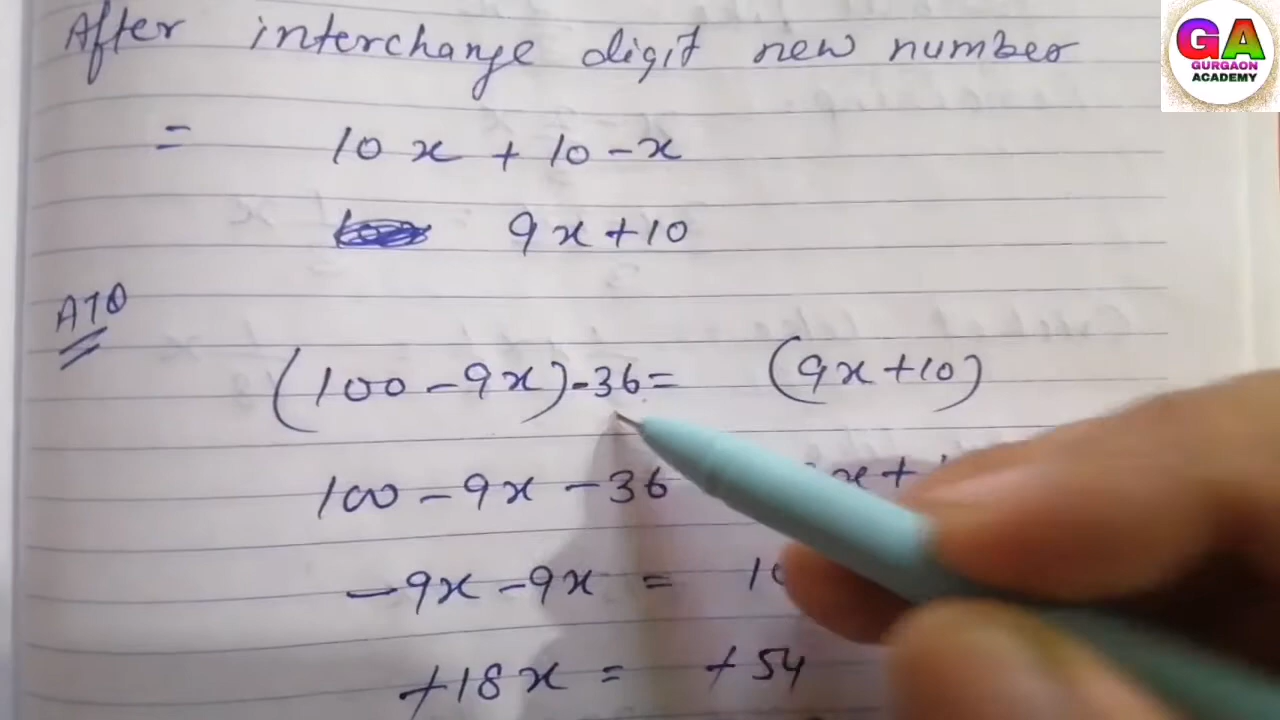 After interchange digit new number
= 10x + 10 - x
9x + 10
ATQ
(100 - 9x) - 36 = (9x + 10)
100 - 9x - 36 x +
-9x - 9x = 10
+18x = +54
GA
GURGAON
ACADEMY